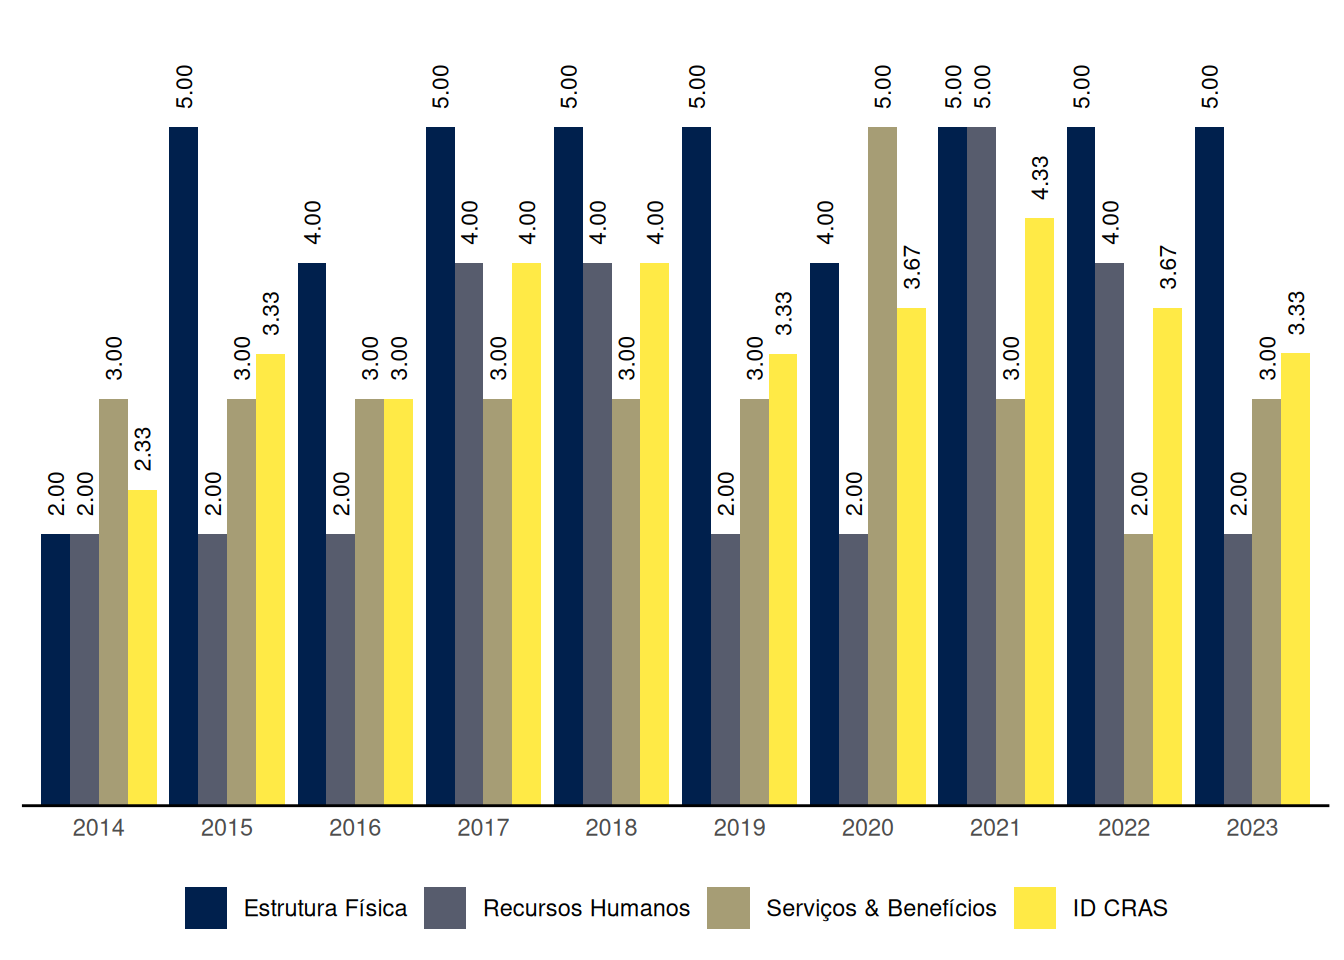 5.00 5.00 5.00 5.00 5.00 5.00 5.00 5.00 5.00
4.33
4.00 4.00 4.00 4.00 4.00 4.00 4.00
3.67 3.67
3.33 3.33 3.33
3.00 3.00 3.00 3.00 3.00 3.00 3.00 3.00 3.00
2.33
2.00 2.00 2.00 2.00 2.00 2.00 2.00 2.00
2014 2015 2016 2017 2018 2019 2020 2021 2022 2023
Estrutura Física Recursos Humanos Serviços & Benefícios ID CRAS